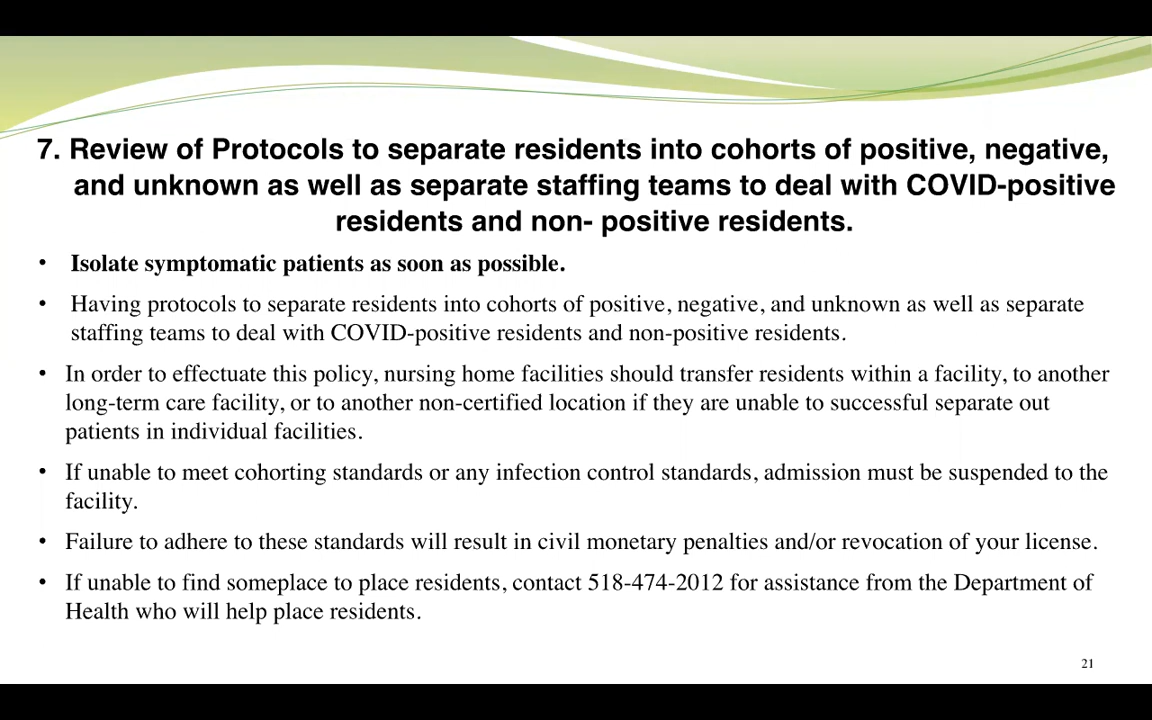 7. Review of Protocols to separate residents into cohorts of positive, negative,
and unknown as well as separate staffing teams to deal with COVID-positive
residents and non- positive residents.
• Isolate symptomatic patients as soon as possible.
• Having protocols to separate residents into cohorts of positive, negative, and unknown as well as separate
staffing teams to deal with COVID-positive residents and non-positive residents.
• In order to effectuate this policy, nursing home facilities should transfer residents within a facility, to another
long-term care facility, or to another non-certified location if they are unable to successful separate out
patients in individual facilities.
• If unable to meet cohorting standards or any infection control standards, admission must be suspended to the
facility.
• Failure to adhere to these standards will result in civil monetary penalties and/or revocation of your license.
• If unable to find someplace to place residents, contact 518-474-2012 for assistance from the Department of
Health who will help place residents.
21